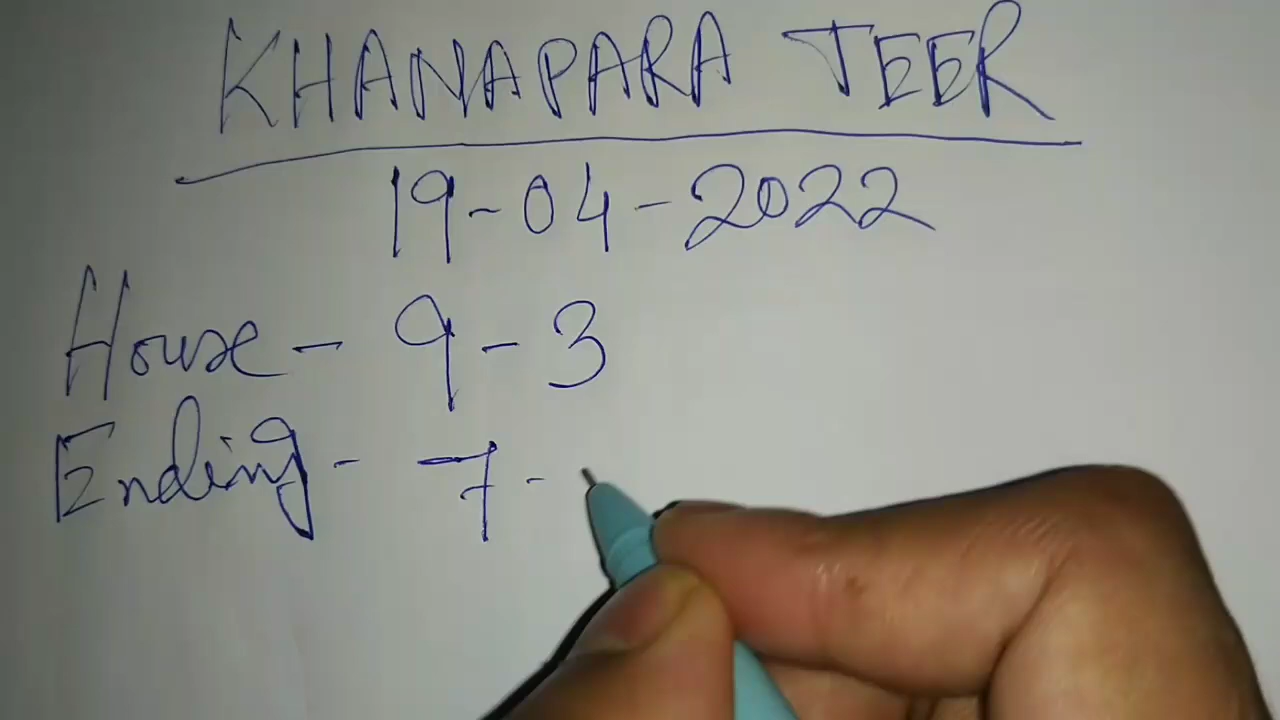 KHANAPARA TEER
19-04-2022
House - 9-3
Ending - 7-